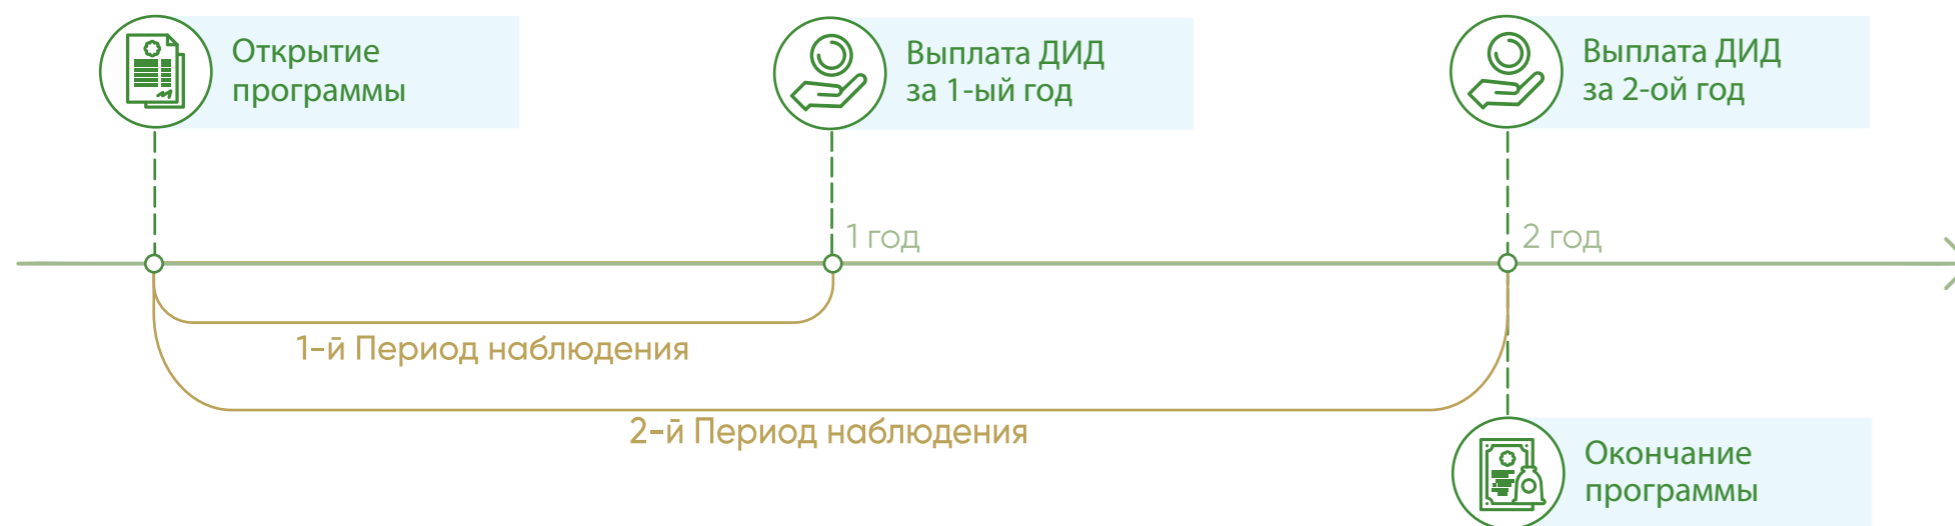 Открытие
программы
Выплата ДИД
за 1-ый год
Выплата ДИД
за 2-ой год
1 год
2 год
1-й Период наблюдения
2-й Период наблюдения
Окончание
программы